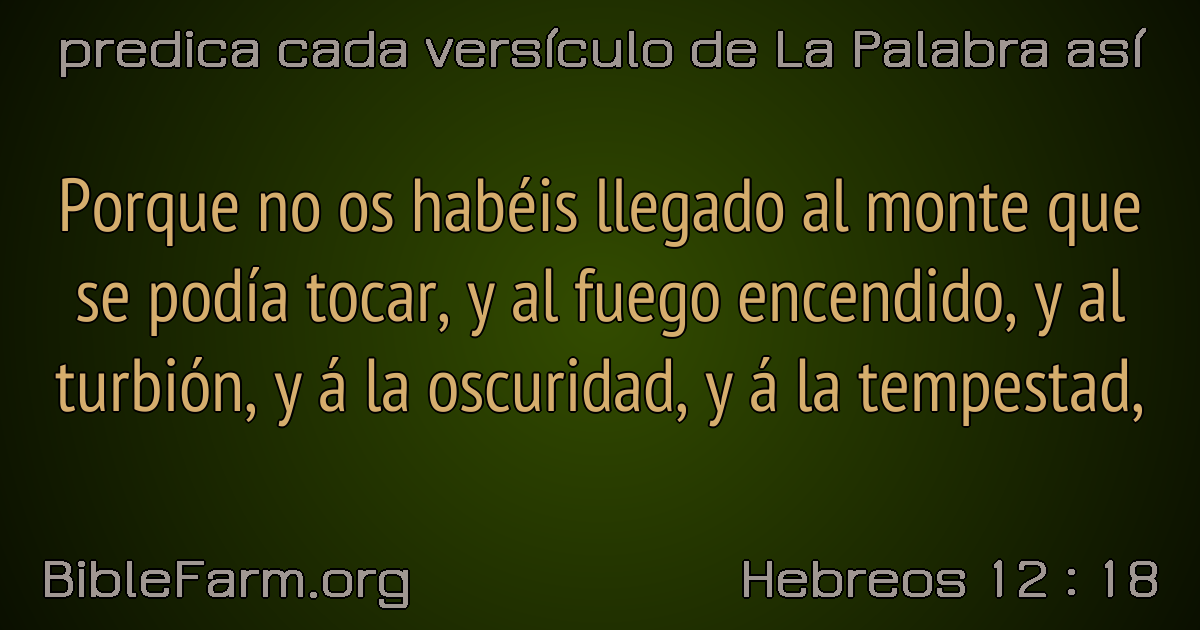 predica cada versículo de La Palabra así
Porque no os habéis llegado al monte que
se podía tocar, y al fuego encendido, y al
turbión, y á la oscuridad, y á la tempestad,
BibleFarm.org
Hebreos 12 : 18